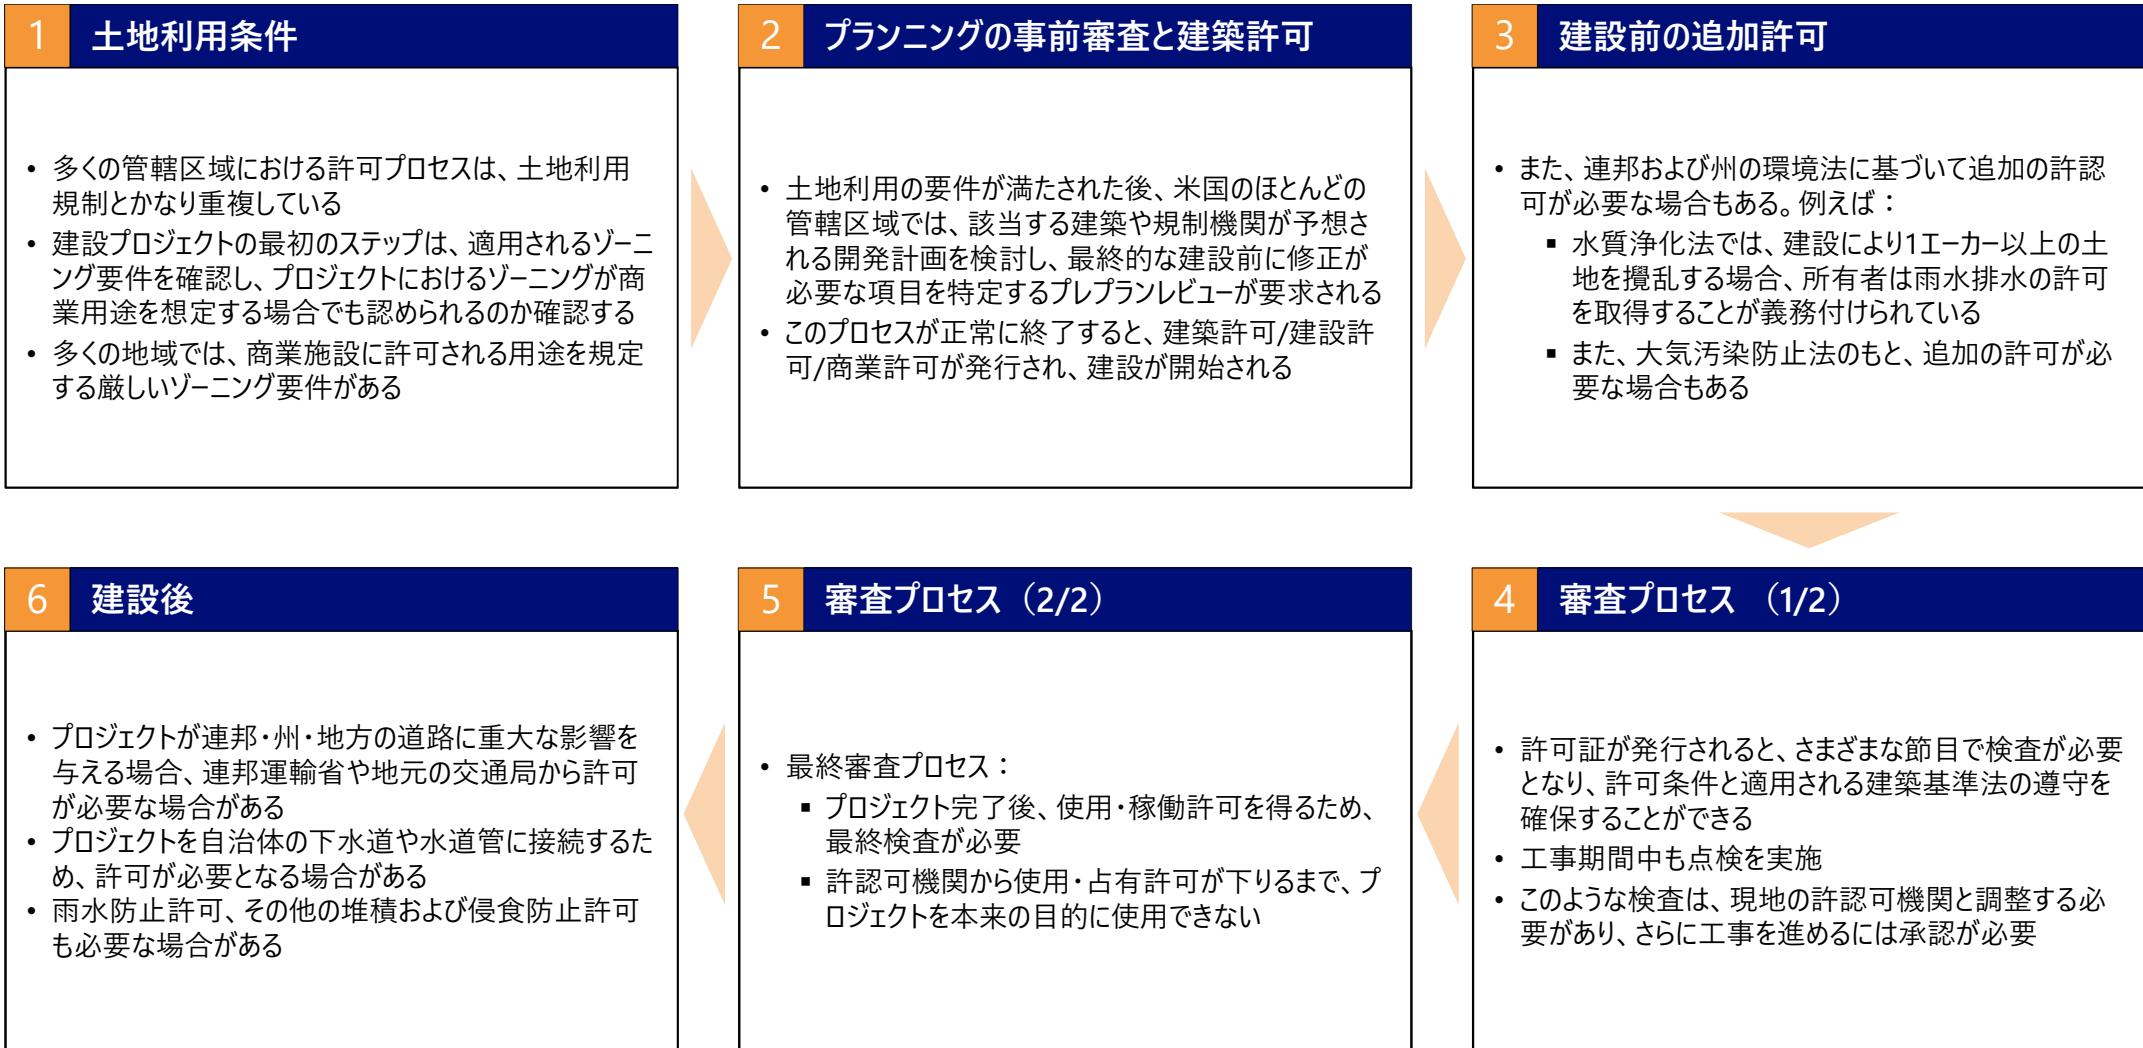 1 土地利用条件
• 多くの管轄区域における許可プロセスは、土地利用
規制とかなり重複している
• 建設プロジェクトの最初のステップは、適用されるゾーニ
ング要件を確認し、プロジェクトにおけるゾーニングが商
業用途を想定する場合でも認められるのか確認する
• 多くの地域では、商業施設に許可される用途を規定
する厳しいゾーニング要件がある
2 プランニングの事前審査と建築許可
• 土地利用の要件が満たされた後、米国のほとんどの
管轄区域では、該当する建築や規制機関が予想さ
れる開発計画を検討し、最終的な建設前に修正が
必要な項目を特定するプレプランレビューが要求される
• このプロセスが正常に終了すると、建築許可/建設許
可/商業許可が発行され、建設が開始される
3 建設前の追加許可
• また、連邦および州の環境法に基づいて追加の許認
可が必要な場合もある。例えば：
▪ 水質浄化法では、建設により1エーカー以上の土
地を攪乱する場合、所有者は雨水排水の許可
を取得することが義務付けられている
▪ また、大気汚染防止法のもと、追加の許可が必
要な場合もある
4 審査プロセス （1/2）
• 許可証が発行されると、さまざまな節目で検査が必要
となり、許可条件と適用される建築基準法の遵守を
確保することができる
• 工事期間中も点検を実施
• このような検査は、現地の許認可機関と調整する必
要があり、さらに工事を進めるには承認が必要
5 審査プロセス（2/2）
• 最終審査プロセス：
▪ プロジェクト完了後、使用・稼働許可を得るため、
最終検査が必要
▪ 許認可機関から使用・占有許可が下りるまで、プ
ロジェクトを本来の目的に使用できない
6 建設後
• プロジェクトが連邦・州・地方の道路に重大な影響を
与える場合、連邦運輸省や地元の交通局から許可
が必要な場合がある
• プロジェクトを自治体の下水道や水道管に接続するた
め、許可が必要となる場合がある
• 雨水防止許可、その他の堆積および侵食防止許可
も必要な場合がある